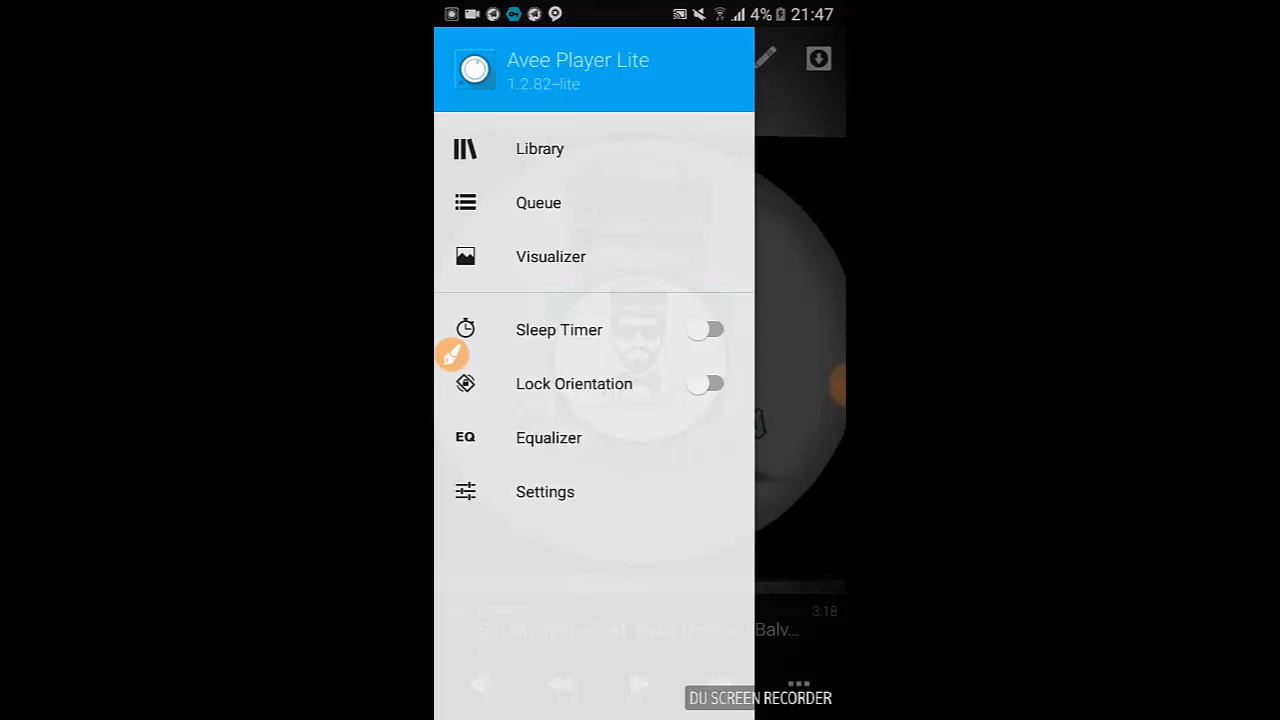 4% 21:47
Avee Player Lite
1.2.82-lite
Library
Queue
Visualizer
Sleep Timer
Lock Orientation
EQ Equalizer
Settings
3:18
Balv...
DU SCREEN RECORDER